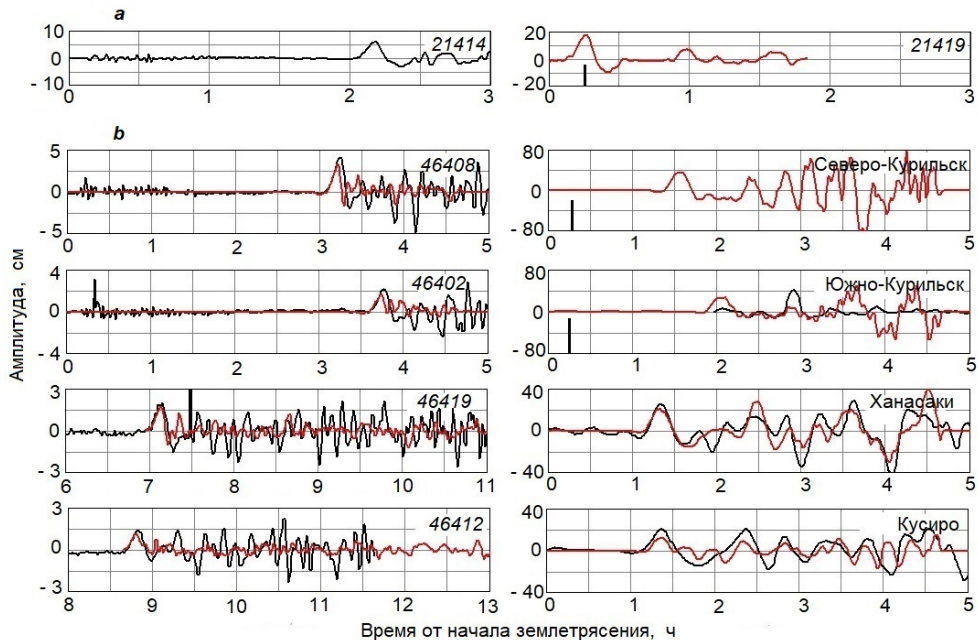 a
10
0
- 10
0 1 2 3
21414
20
0
- 20
0 1 2 3
21419
b
5
0
- 5
0 1 2 3 4 5
46408
80
0
- 80
0 1 2 3 4 5
Северо-Курильск
4
0
- 4
0 1 2 3 4 5
46402
80
0
- 80
0 1 2 3 4 5
Южно-Курильск
3
0
- 3
6 7 8 9 10 11
46419
40
0
- 40
0 1 2 3 4 5
Ханасаки
3
0
- 3
8 9 10 11 12 13
46412
40
0
40
0 1 2 3 4 5
Кусиро
Амплитуда, см
Время от начала землетрясения, ч